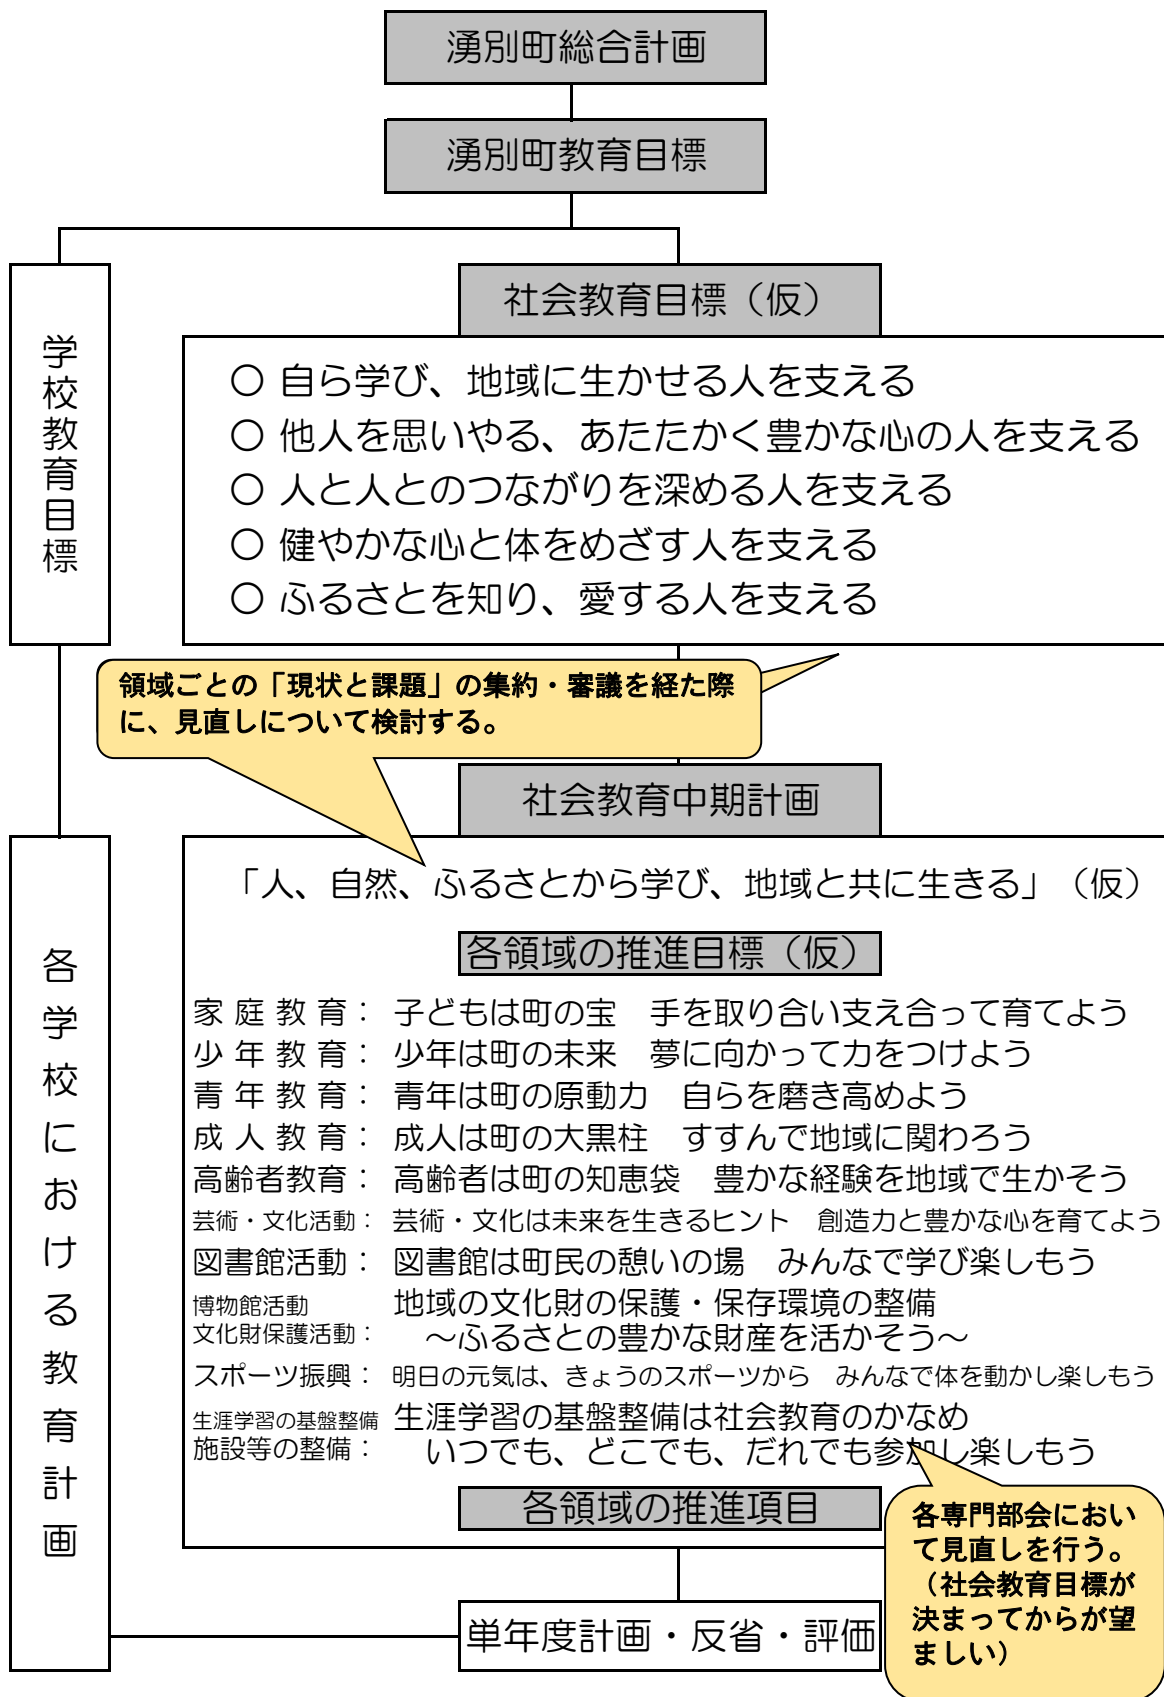 湧別町総合計画
湧別町教育目標
学校教育目標
社会教育目標（仮）
○ 自ら学び、地域に生かせる人を支える
○ 他人を思いやる、あたたかく豊かな心の人を支える
○ 人と人とのつながりを深める人を支える
○ 健やかな心と体をめざす人を支える
○ ふるさとを知り、愛する人を支える
領域ごとの「現状と課題」の集約・審議を経た際
に、見直しについて検討する。
社会教育中期計画
各学校における教育計画
「人、自然、ふるさとから学び、地域と共に生きる」（仮）
各領域の推進目標（仮）
家庭教育： 子どもは町の宝　手を取り合い支え合って育てよう
少年教育： 少年は町の未来　夢に向かって力をつけよう
青年教育： 青年は町の原動力　自らを磨き高めよう
成人教育： 成人は町の大黒柱　すすんで地域に関わろう
高齢者教育： 高齢者は町の知恵袋　豊かな経験を地域で生かそう
芸術・文化活動： 芸術・文化は未来を生きるヒント　創造力と豊かな心を育てよう
図書館活動： 図書館は町民の憩いの場　みんなで学び楽しもう
博物館活動 地域の文化財の保護・保存環境の整備
文化財保護活動： ～ふるさとの豊かな財産を活かそう～
スポーツ振興： 明日の元気は、きょうのスポーツから　みんなで体を動かし楽しもう
生涯学習の基盤整備 生涯学習の基盤整備は社会教育のかなめ
施設等の整備： いつでも、どこでも、だれでも参加し楽しもう
各領域の推進項目
各専門部会におい
て見直しを行う。
（社会教育目標が
決まってからが望
ましい）
単年度計画・反省・評価